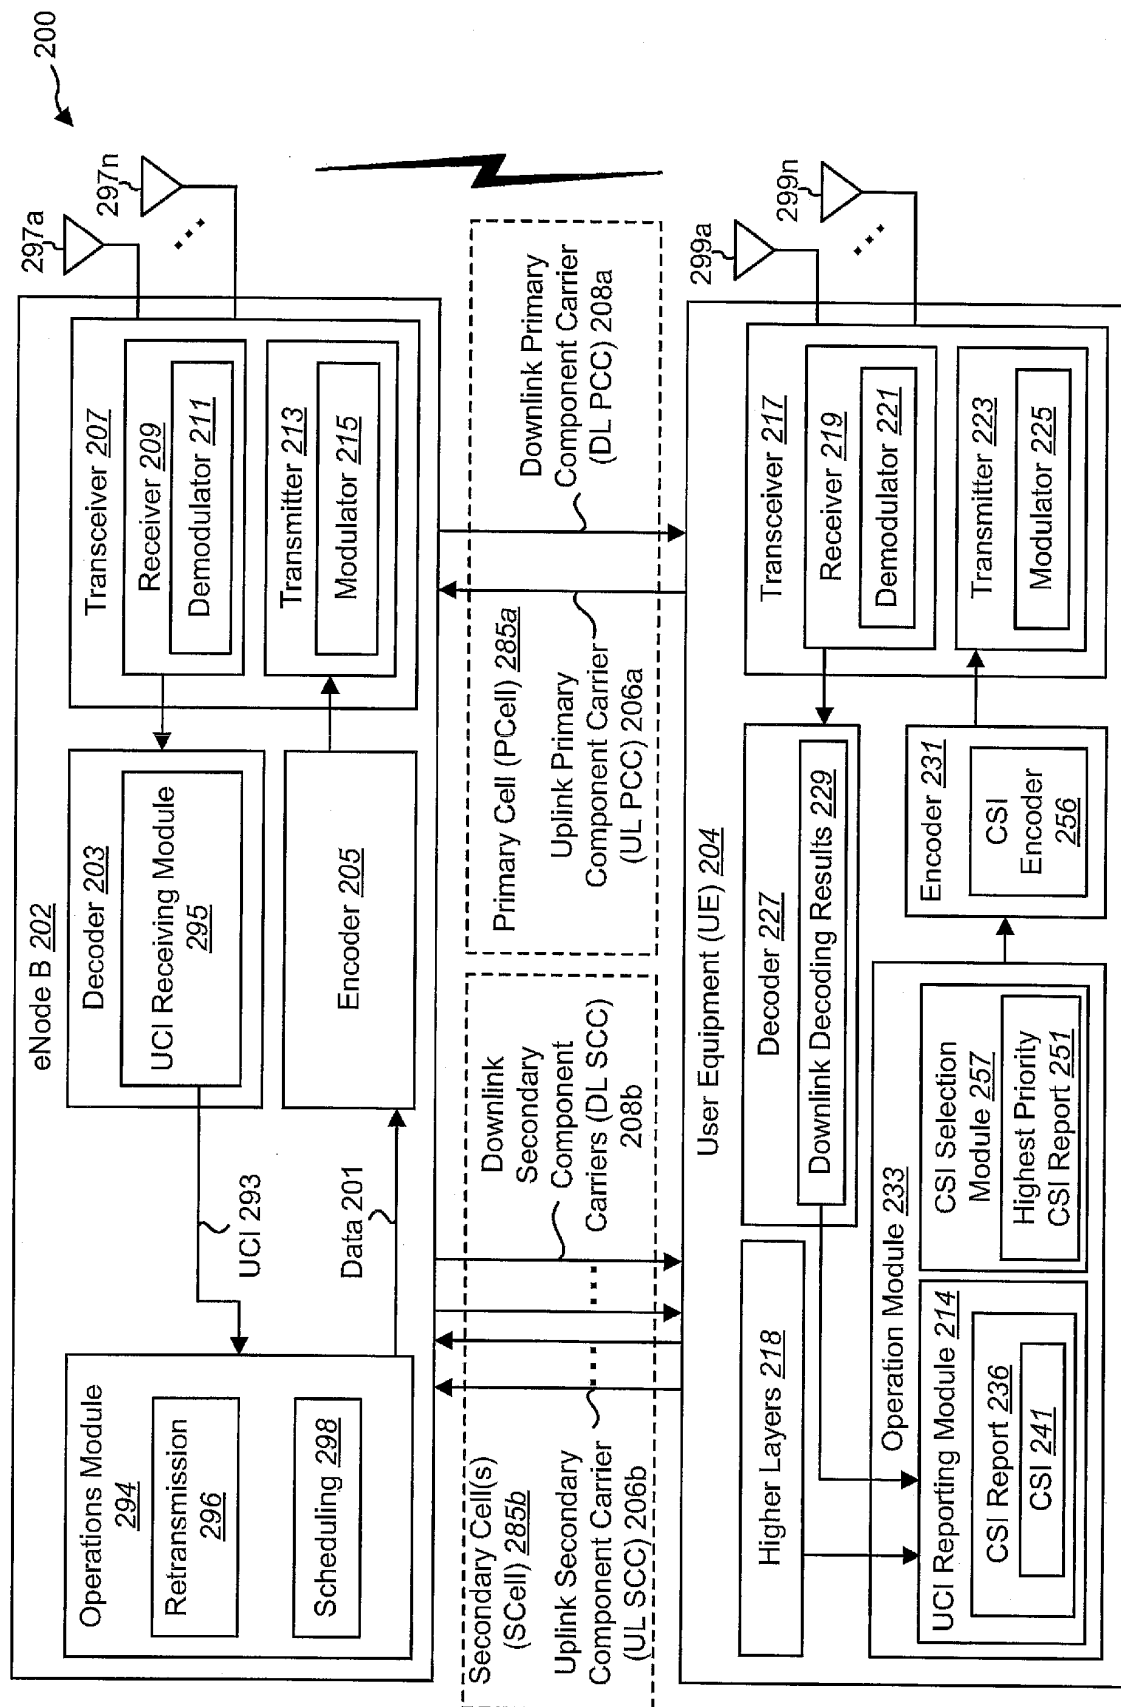 200
297a
297n
eNode B 202
Operations Module
294
Retransmission
296
Scheduling 298
UCI 293
Data 201
Decoder 203
UCI Receiving Module
295
Encoder 205
Transceiver 207
Receiver 209
Demodulator 211
Transmitter 213
Modulator 215
Secondary Cell(s)
(SCell) 285b
Uplink Secondary
Component Carrier
(UL SCC) 206b
Downlink
Secondary
Component
Carriers (DL SCC)
208b
Primary Cell (PCell) 285a
Uplink Primary
Component Carrier
(UL PCC) 206a
Downlink Primary
Component Carrier
(DL PCC) 208a
299a
299n
User Equipment (UE) 204
Higher Layers 218
Decoder 227
Downlink Decoding Results 229
Transceiver 217
Receiver 219
Demodulator 221
Transmitter 223
Modulator 225
Operation Module 233
UCI Reporting Module 214
CSI Report 236
CSI 241
CSI Selection
Module 257
Highest Priority
CSI Report 251
Encoder 231
CSI
Encoder
256